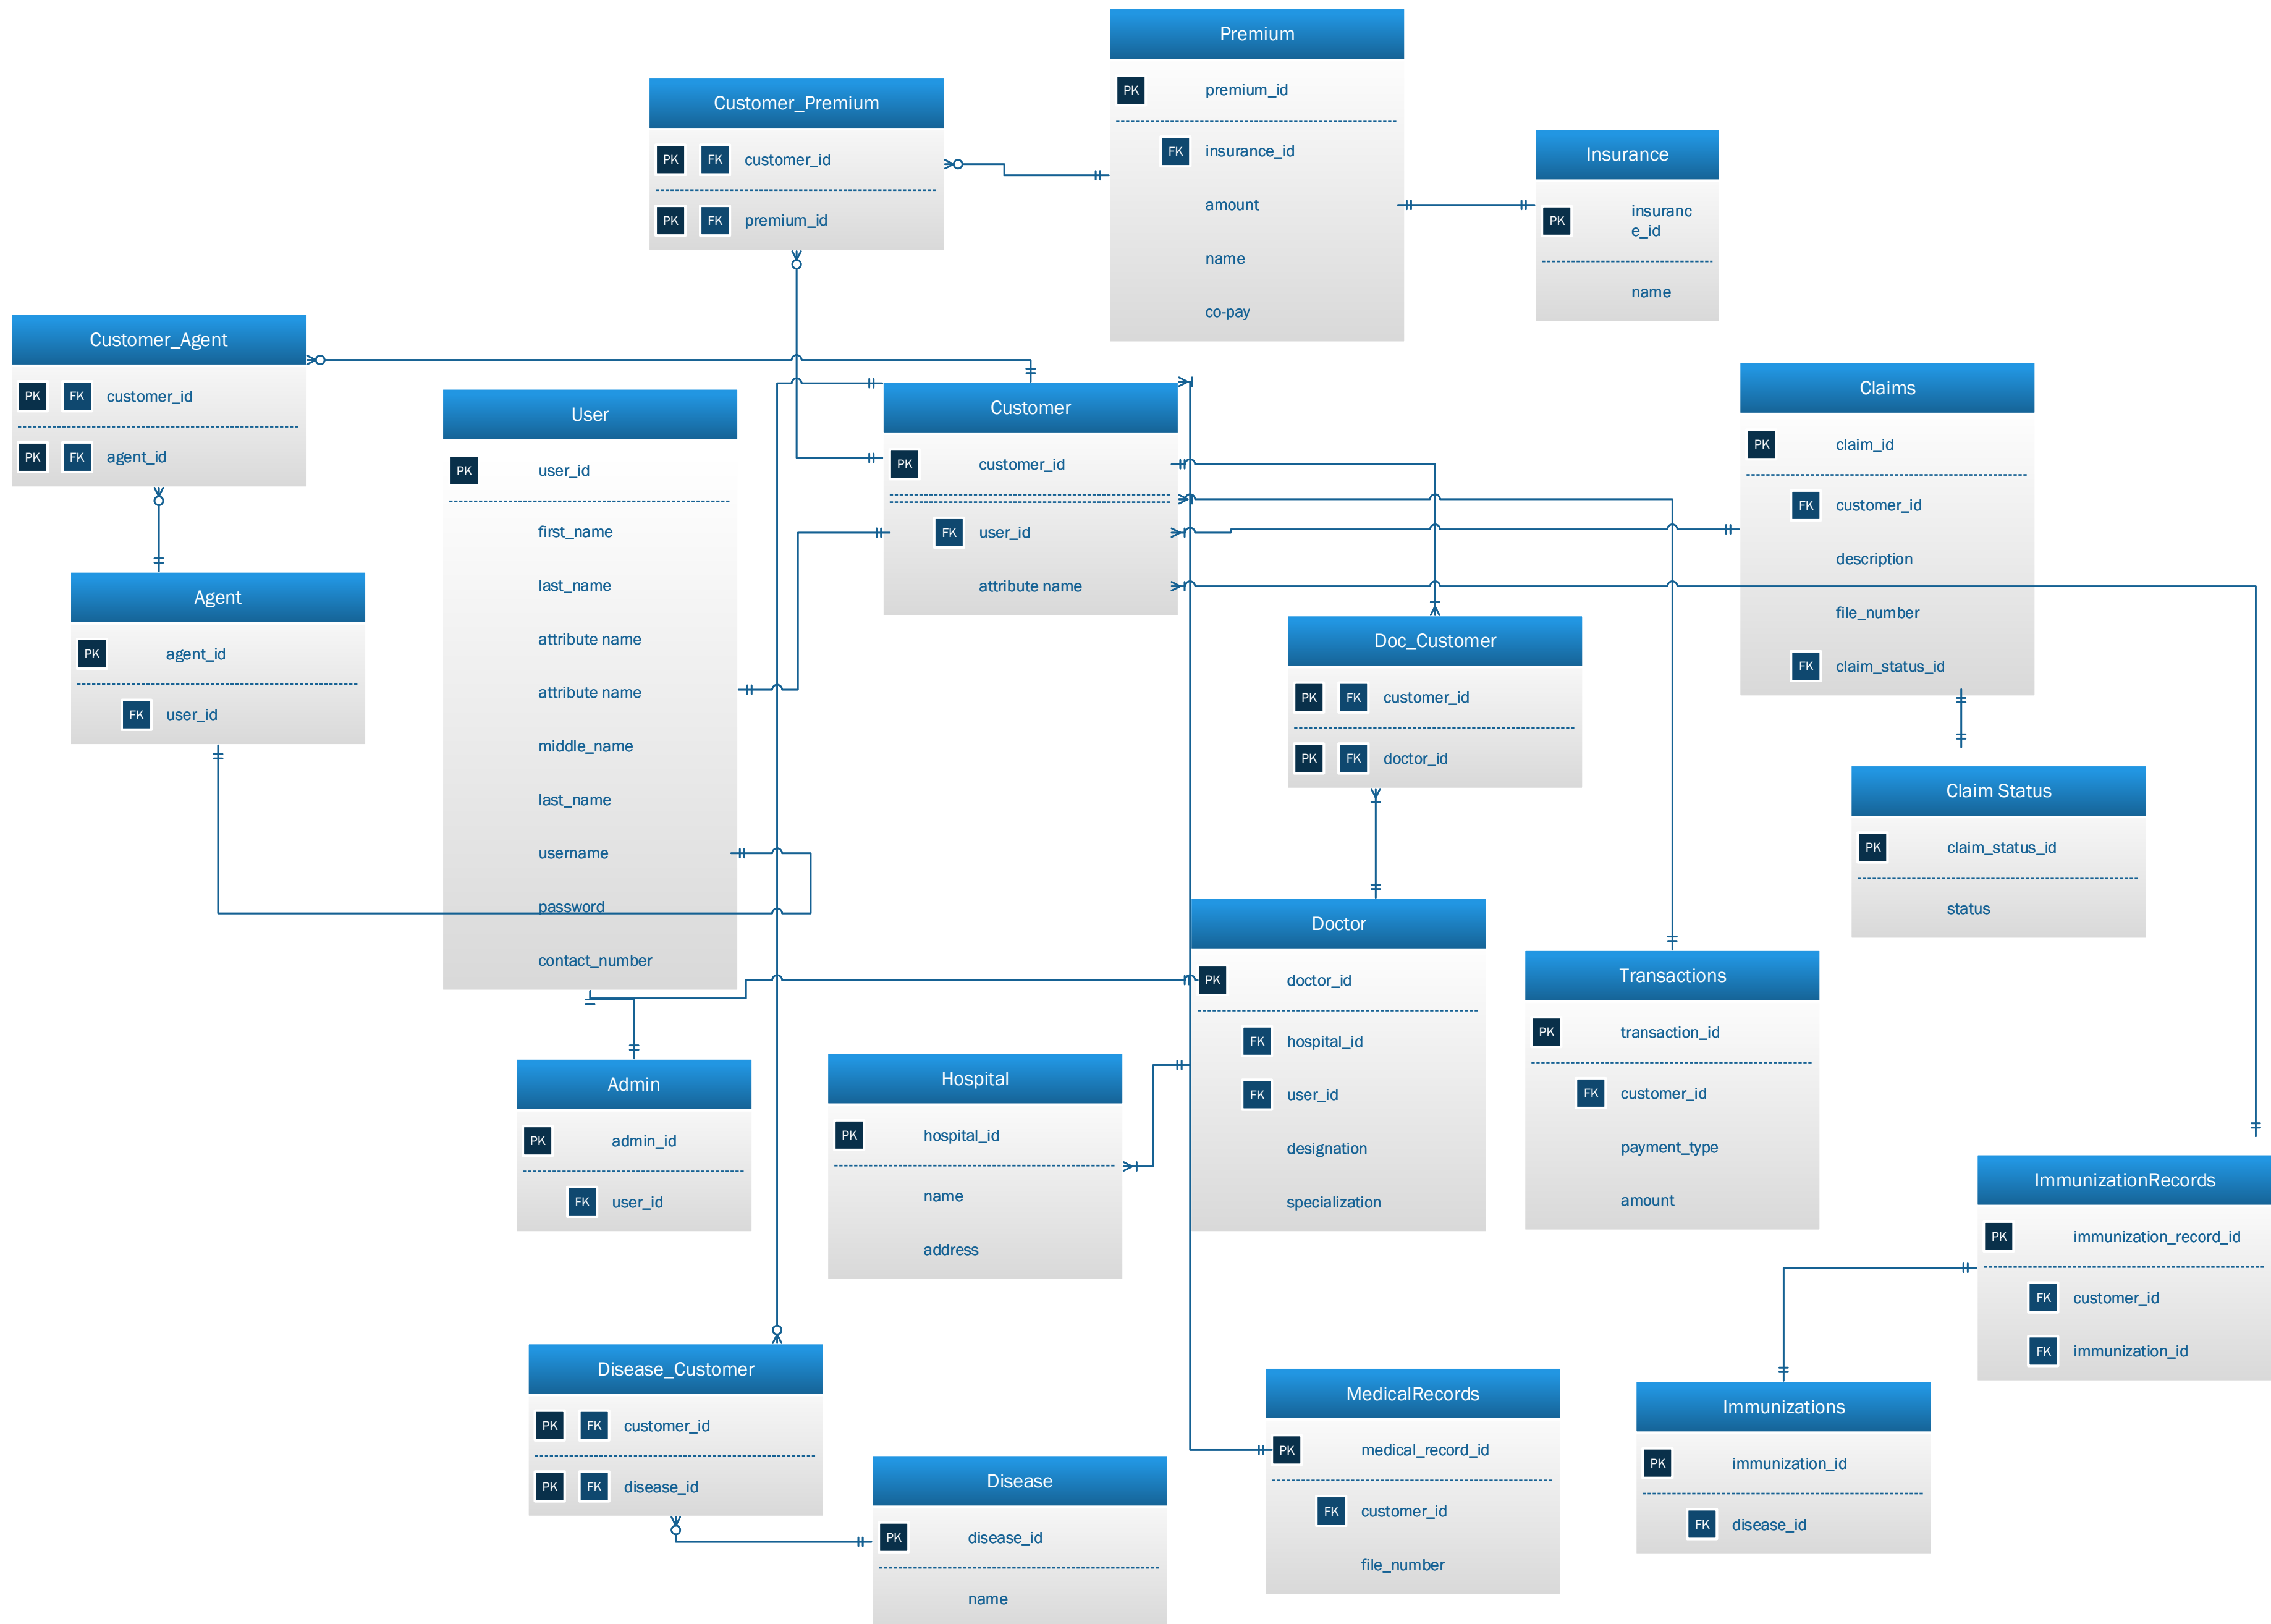 Premium
PK premium_id
FK insurance_id
amount
name
co-pay
Customer_Premium
PK FK customer_id
PK FK premium_id
Insurance
PK insuranc
e_id
name
Customer_Agent
PK FK customer_id
PK FK agent_id
User
PK user_id
first_name
last_name
attribute name
attribute name
middle_name
last_name
username
password
contact_number
Customer
PK customer_id
FK user_id
attribute name
Claims
PK claim_id
FK customer_id
description
file_number
FK claim_status_id
Agent
PK agent_id
FK user_id
Doc_Customer
PK FK customer_id
PK FK doctor_id
Claim Status
PK claim_status_id
status
Doctor
PK doctor_id
FK hospital_id
FK user_id
designation
specialization
Transactions
PK transaction_id
FK customer_id
payment_type
amount
Admin
PK admin_id
FK user_id
Hospital
PK hospital_id
name
address
ImmunizationRecords
PK immunization_record_id
FK customer_id
FK immunization_id
Disease_Customer
PK FK customer_id
PK FK disease_id
Disease
PK disease_id
name
MedicalRecords
PK medical_record_id
FK customer_id
file_number
Immunizations
PK immunization_id
FK disease_id